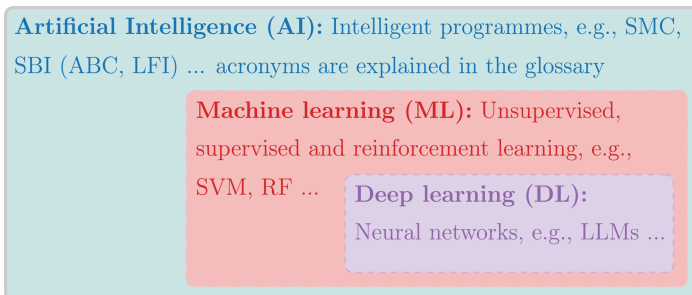 Artificial Intelligence (AI): Intelligent programmes, e.g., SMC,
SBI (ABC, LFI) ... acronyms are explained in the glossary
Machine learning (ML): Unsupervised,
supervised and reinforcement learning, e.g.,
SVM, RF ...
Deep learning (DL):
Neural networks, e.g., LLMs ...